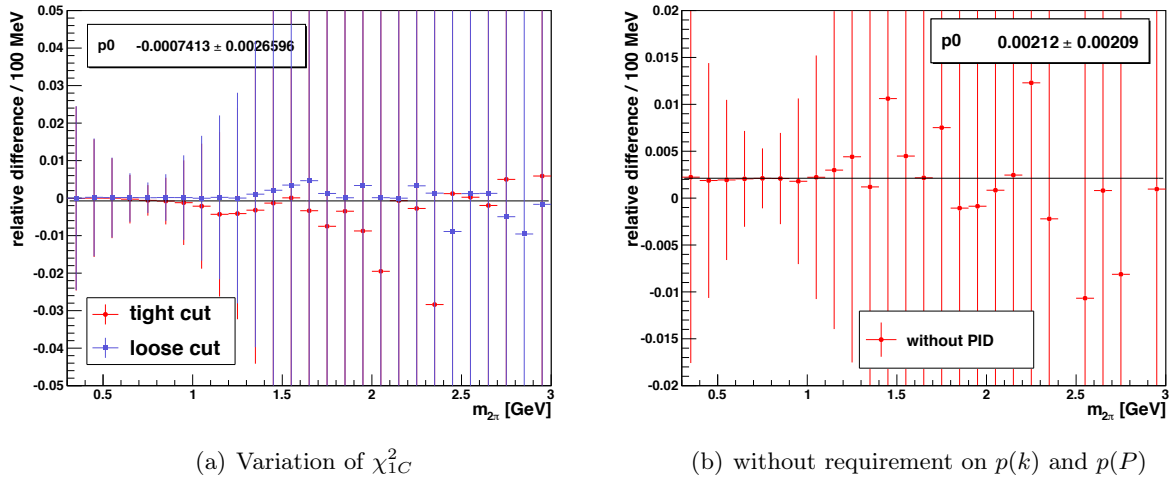 p0 -0.0007413 ± 0.0026596
relative difference / 100 MeV
0.05
0.04
0.03
0.02
0.01
0
-0.01
-0.02
-0.03
-0.04
-0.05
tight cut
loose cut
0.5 1 1.5 2 2.5 3
m2π [GeV]
(a) Variation of χ²1C
p0 0.00212 ± 0.00209
relative difference / 100 MeV
0.02
0.015
0.01
0.005
0
-0.005
-0.01
-0.015
-0.02
without PID
0.5 1 1.5 2 2.5 3
m2π [GeV]
(b) without requirement on p(k) and p(P)